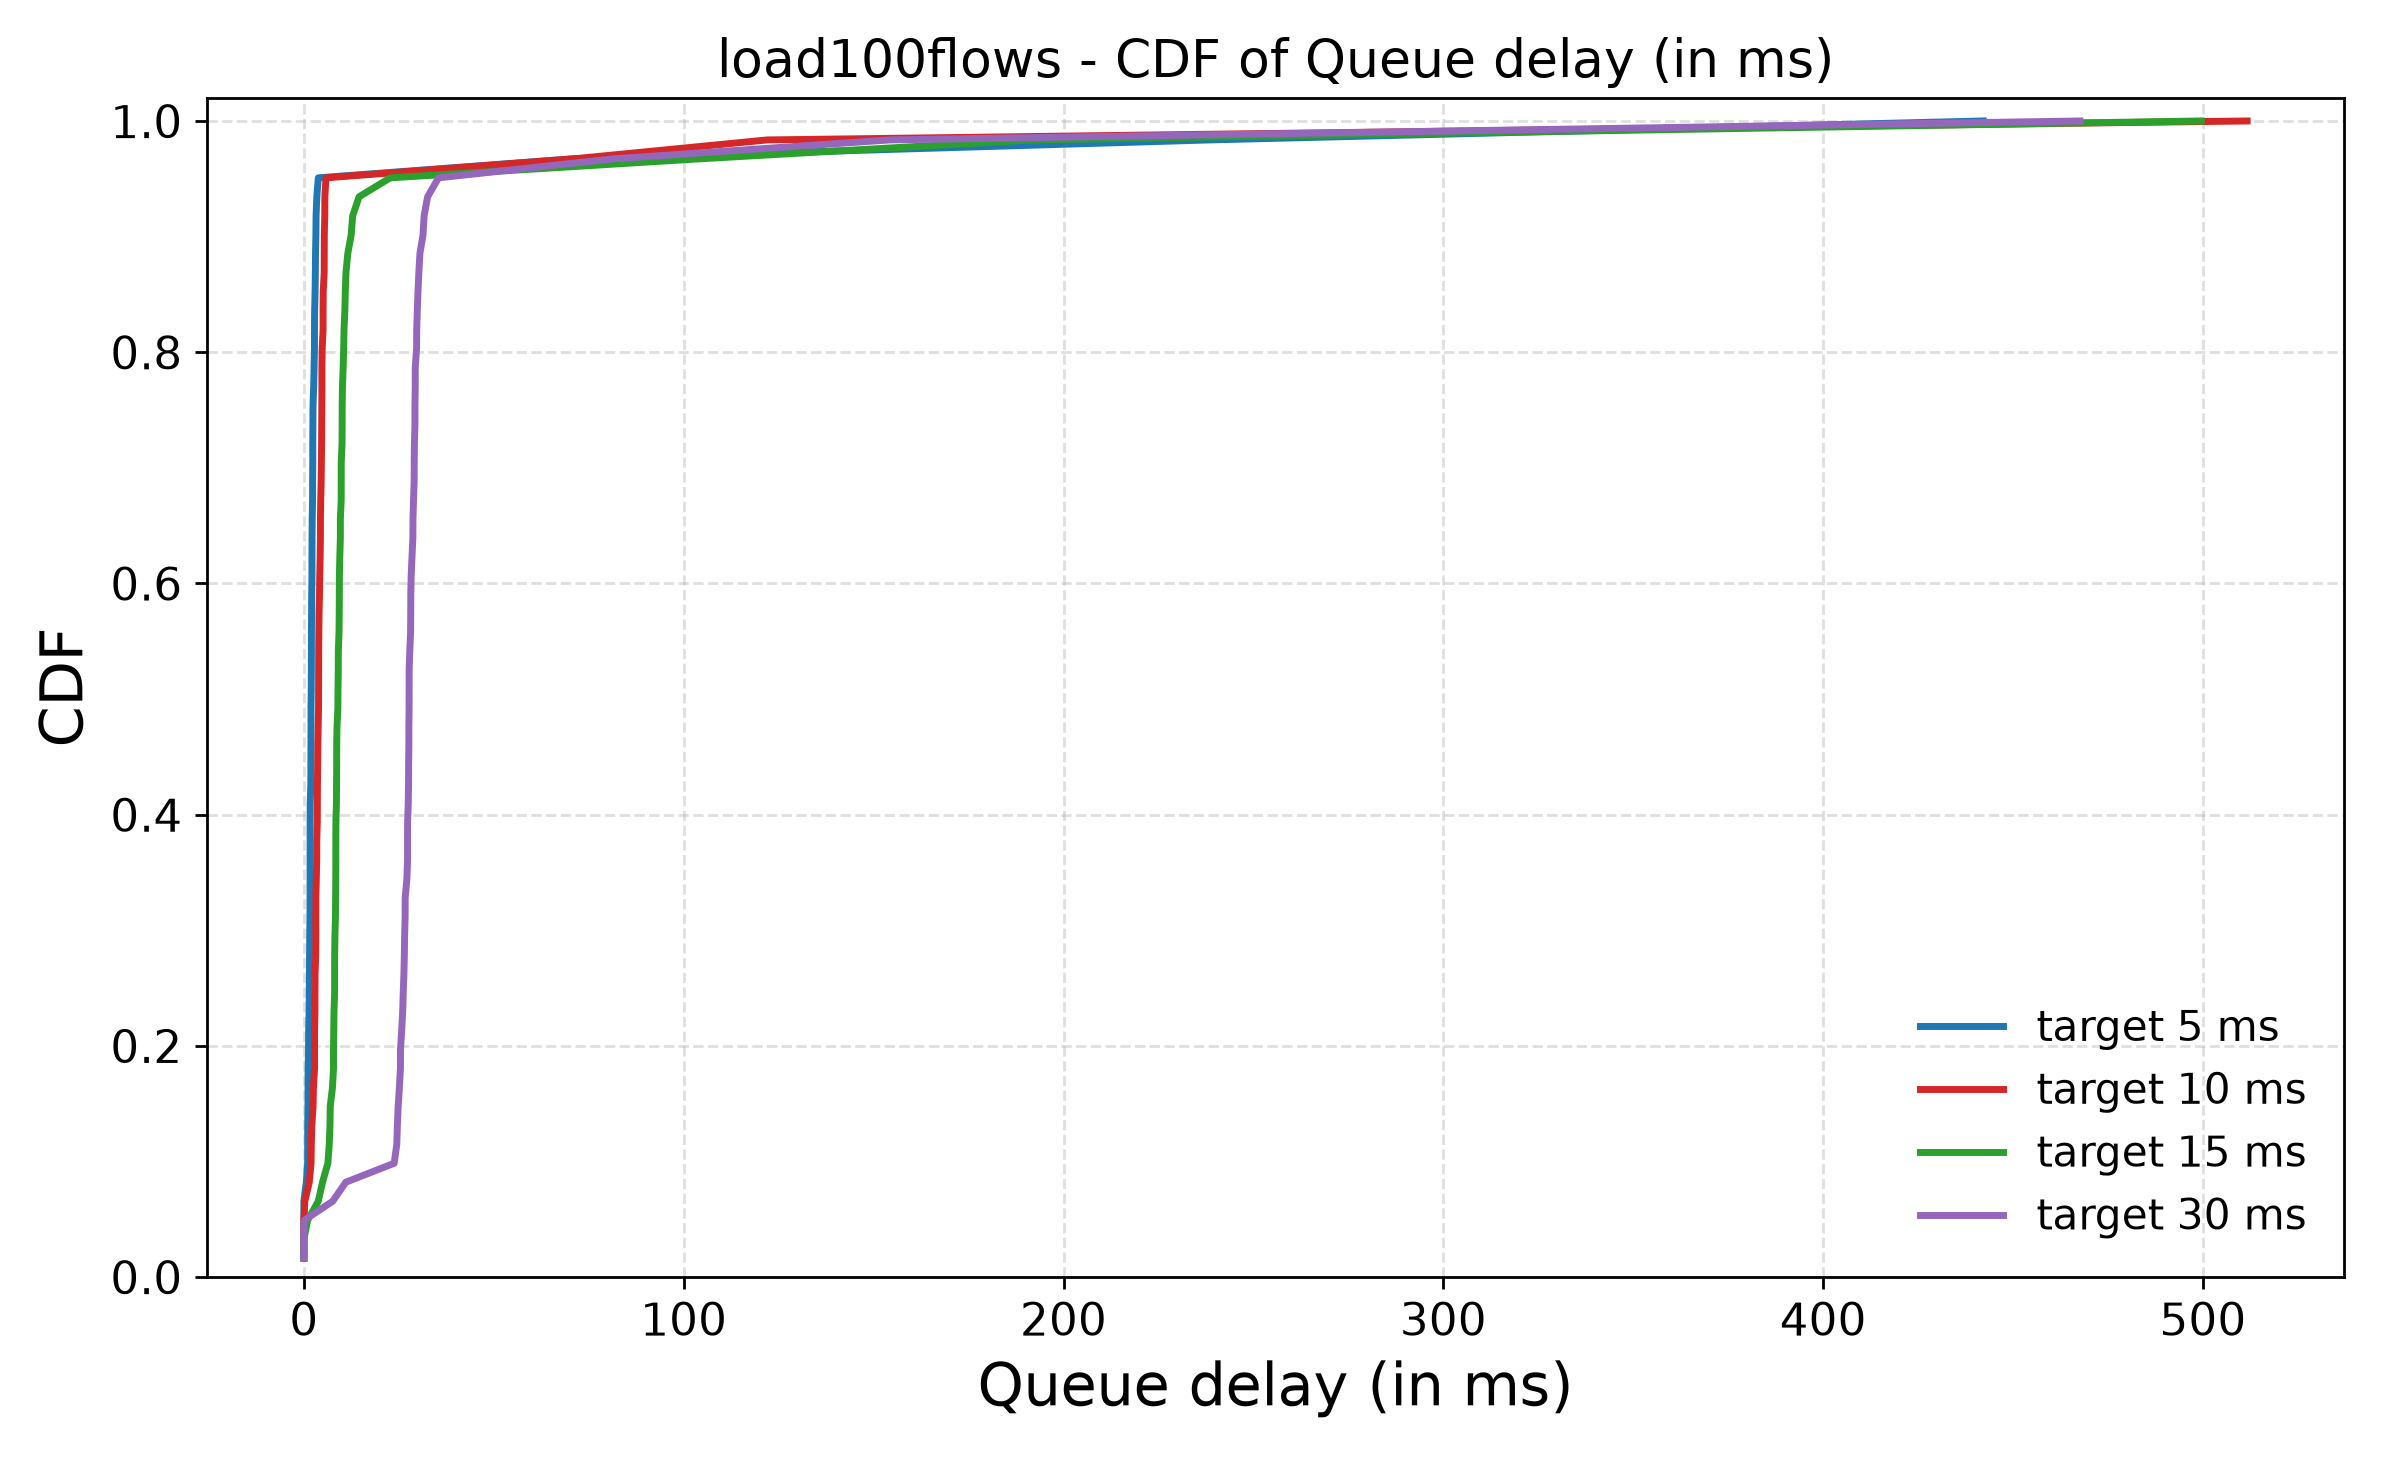 load100flows - CDF of Queue delay (in ms)
1.0
0.8
0.6
0.4
0.2
0.0
CDF
0 100 200 300 400 500
Queue delay (in ms)
target 5 ms
target 10 ms
target 15 ms
target 30 ms